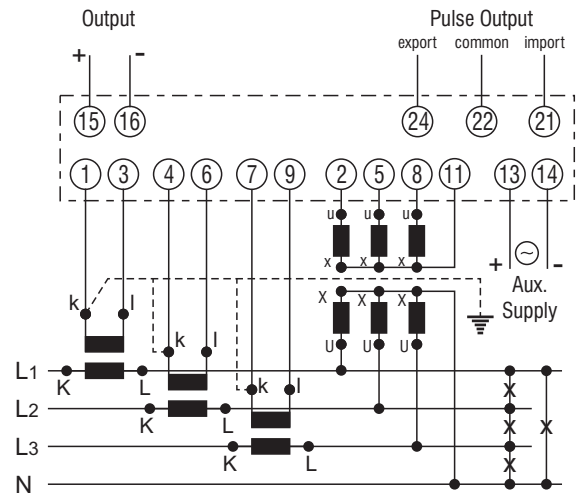 Output Pulse Output
export common import
+ -
15 16 24 22 21
1 3 4 6 7 9 2 5 8 11 13 14
u u u
x x x
+ ~ -
Aux.
Supply
k l
X X X
k l
U U U
L1 K L
k l
X
L2 K L
X X
L3 K L
X
N